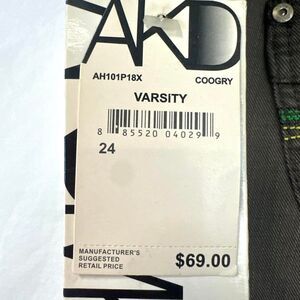 AKD
AH101P18X
COOGRY
VARSITY
8 85520 04029 9
24
MANUFACTURER'S
SUGGESTED
RETAIL PRICE
$69.00